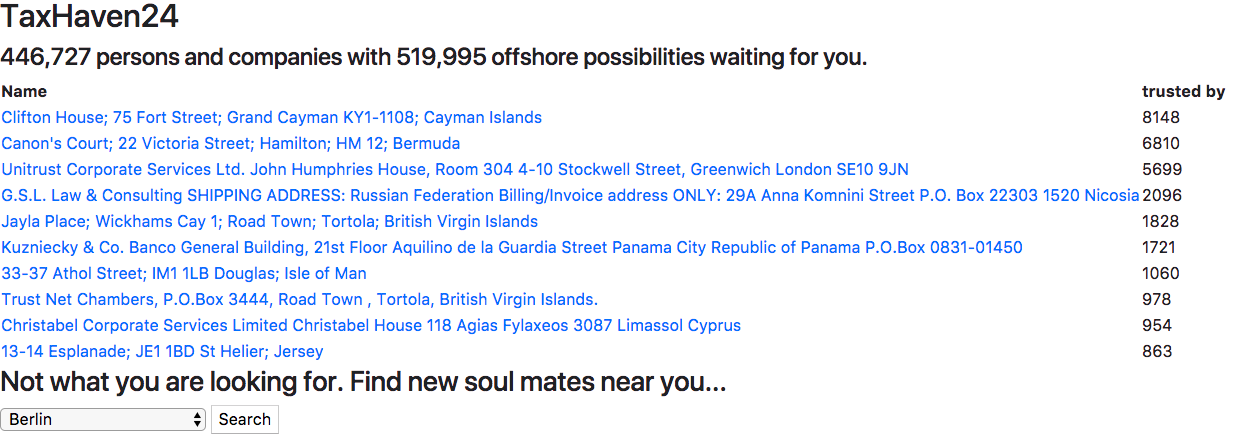 TaxHaven24
446,727 persons and companies with 519,995 offshore possibilities waiting for you.
Name trusted by
Clifton House; 75 Fort Street; Grand Cayman KY1-1108; Cayman Islands 8148
Canon's Court; 22 Victoria Street; Hamilton; HM 12; Bermuda 6810
Unitrust Corporate Services Ltd. John Humphries House, Room 304 4-10 Stockwell Street, Greenwich London SE10 9JN 5699
G.S.L. Law & Consulting SHIPPING ADDRESS: Russian Federation Billing/Invoice address ONLY: 29A Anna Komnini Street P.O. Box 22303 1520 Nicosia 2096
Jayla Place; Wickhams Cay 1; Road Town; Tortola; British Virgin Islands 1828
Kuzniecky & Co. Banco General Building, 21st Floor Aquilino de la Guardia Street Panama City Republic of Panama P.O.Box 0831-01450 1721
33-37 Athol Street; IM1 1LB Douglas; Isle of Man 1060
Trust Net Chambers, P.O.Box 3444, Road Town , Tortola, British Virgin Islands. 978
Christabel Corporate Services Limited Christabel House 118 Agias Fylaxeos 3087 Limassol Cyprus 954
13-14 Esplanade; JE1 1BD St Helier; Jersey 863
Not what you are looking for. Find new soul mates near you...
Berlin Search